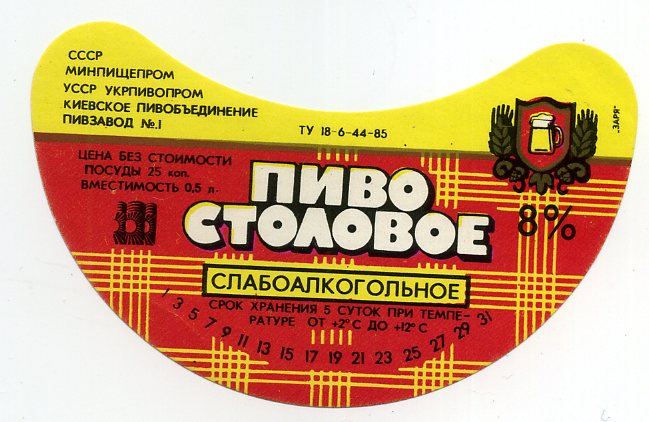 СССР
МИНПИЩЕПРОМ
УССР УКРПИВОПРОМ
КИЕВСКОЕ ПИВОБЪЕДИНЕНИЕ
ПИВЗАВОД №1
ТУ 18-6-44-85
„ЗАРЯ"
ЦЕНА БЕЗ СТОИМОСТИ
ПОСУДЫ 25 коп.
ВМЕСТИМОСТЬ 0,5 л.
ПИВО
СТОЛОВОЕ
8%
СЛАБОАЛКОГОЛЬНОЕ
СРОК ХРАНЕНИЯ 5 СУТОК ПРИ ТЕМПЕ-
РАТУРЕ ОТ +2°С ДО +12°С
1 3 5 7 9 11 13 15 17 19 21 23 25 27 29 31